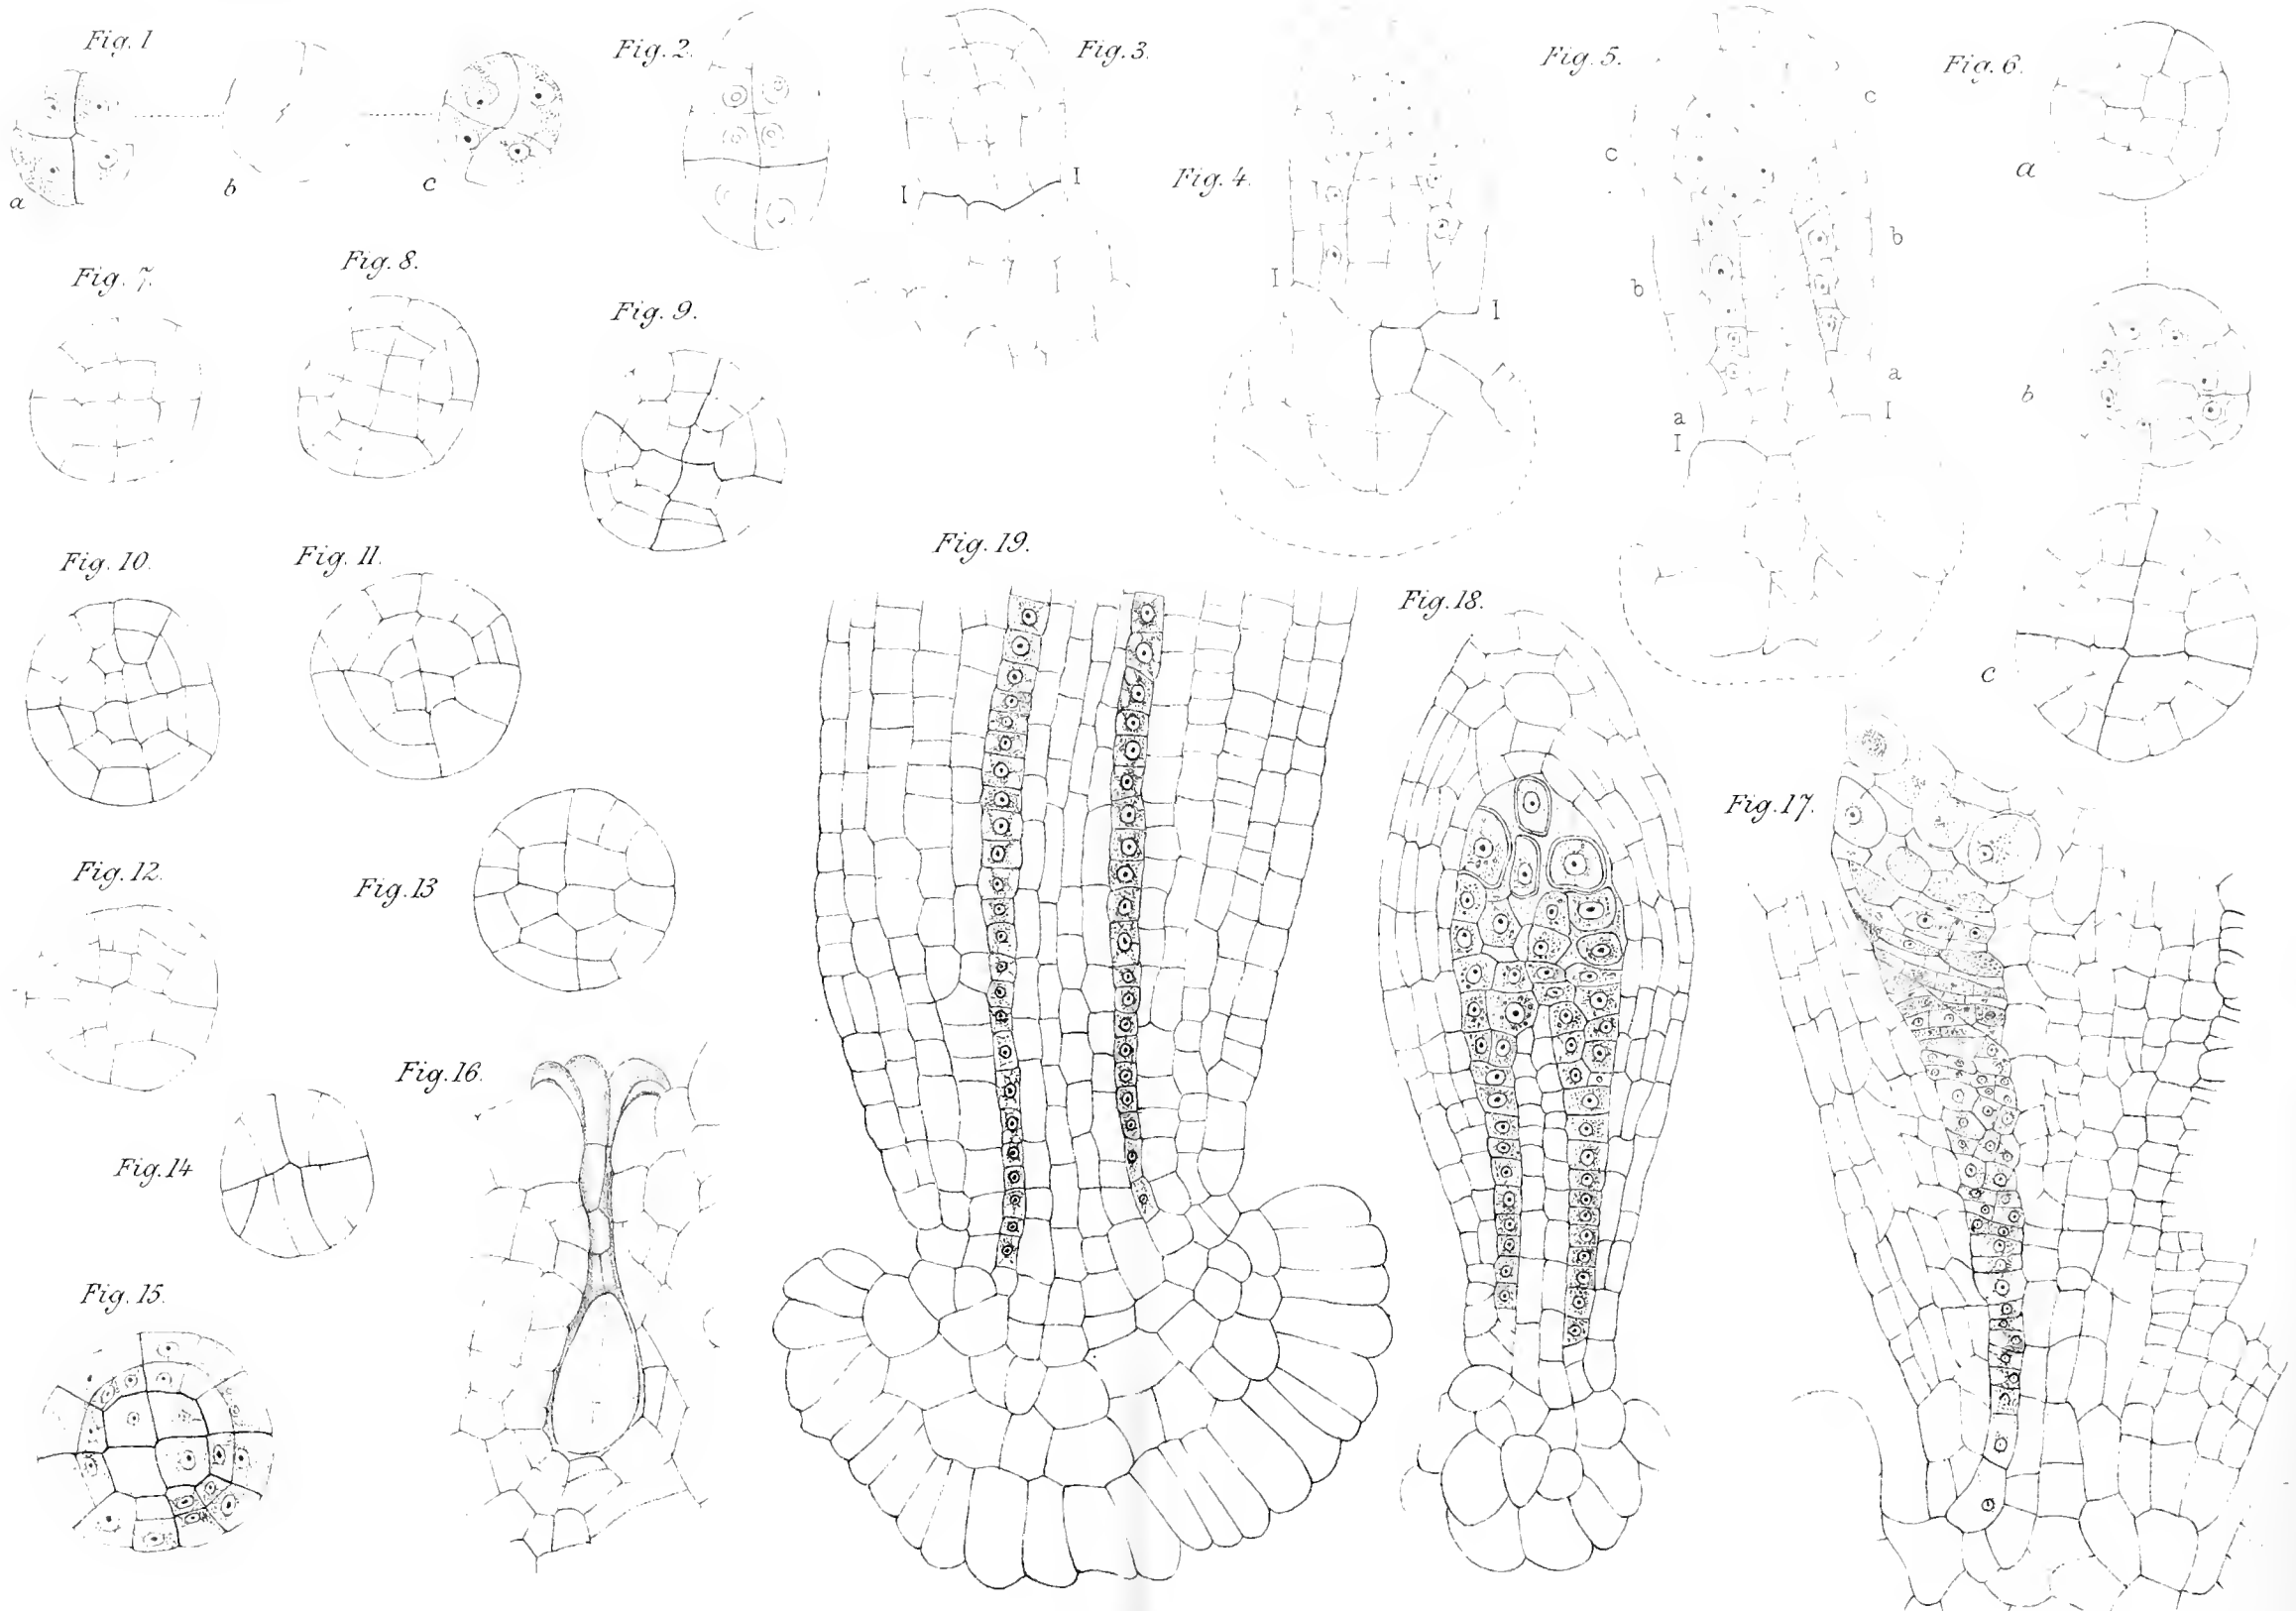 Fig. 1
a
b
c
Fig. 2.
Fig. 3.
I
I
Fig. 4.
I
I
Fig. 5.
c
c
b
b
a
a
I
I
Fig. 6.
a
b
c
Fig. 7.
Fig. 8.
Fig. 9.
Fig. 10.
Fig. 11.
Fig. 12.
Fig. 13
Fig. 14
Fig. 15.
Fig. 16.
Fig. 19.
Fig. 18.
Fig. 17.